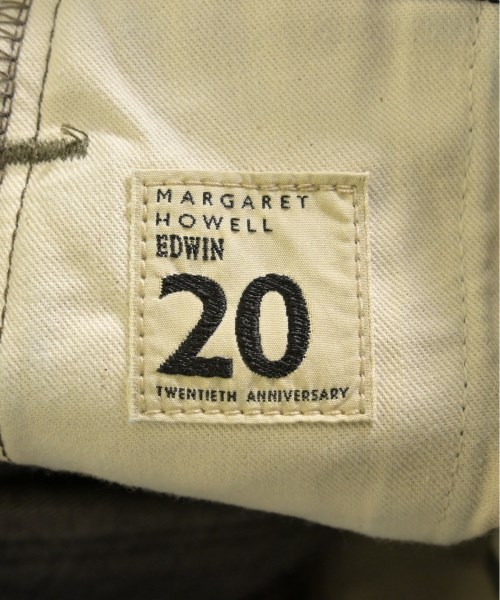 MARGARET
HOWELL
EDWIN
20
TWENTIETH ANNIVERSARY